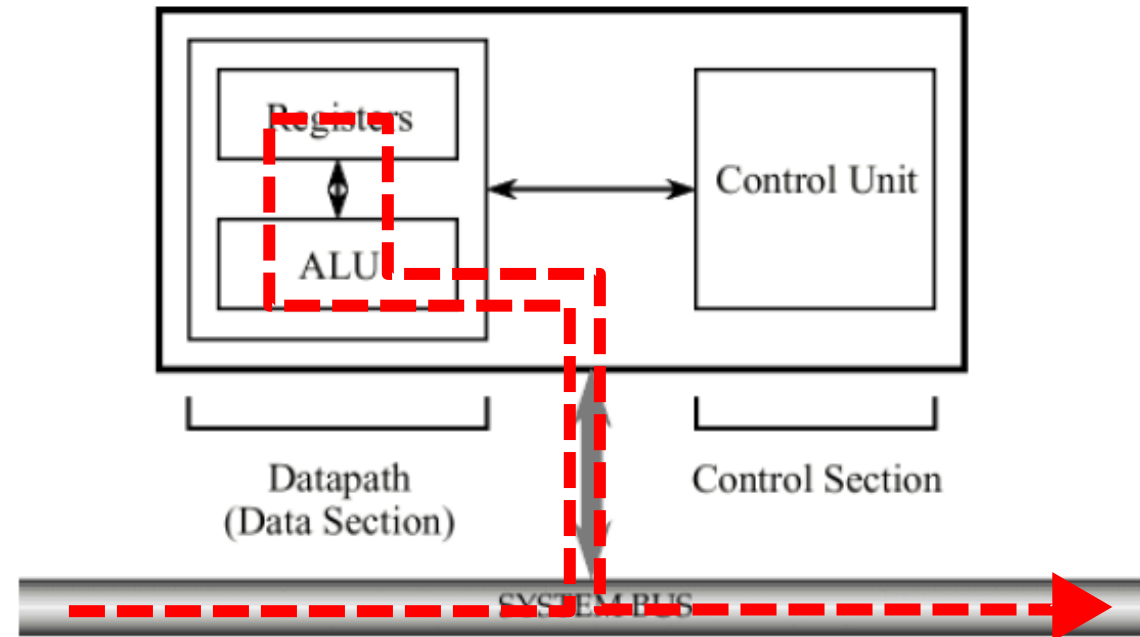 Registers
ALU
Control Unit
Datapath
(Data Section)
Control Section
SYSTEM BUS